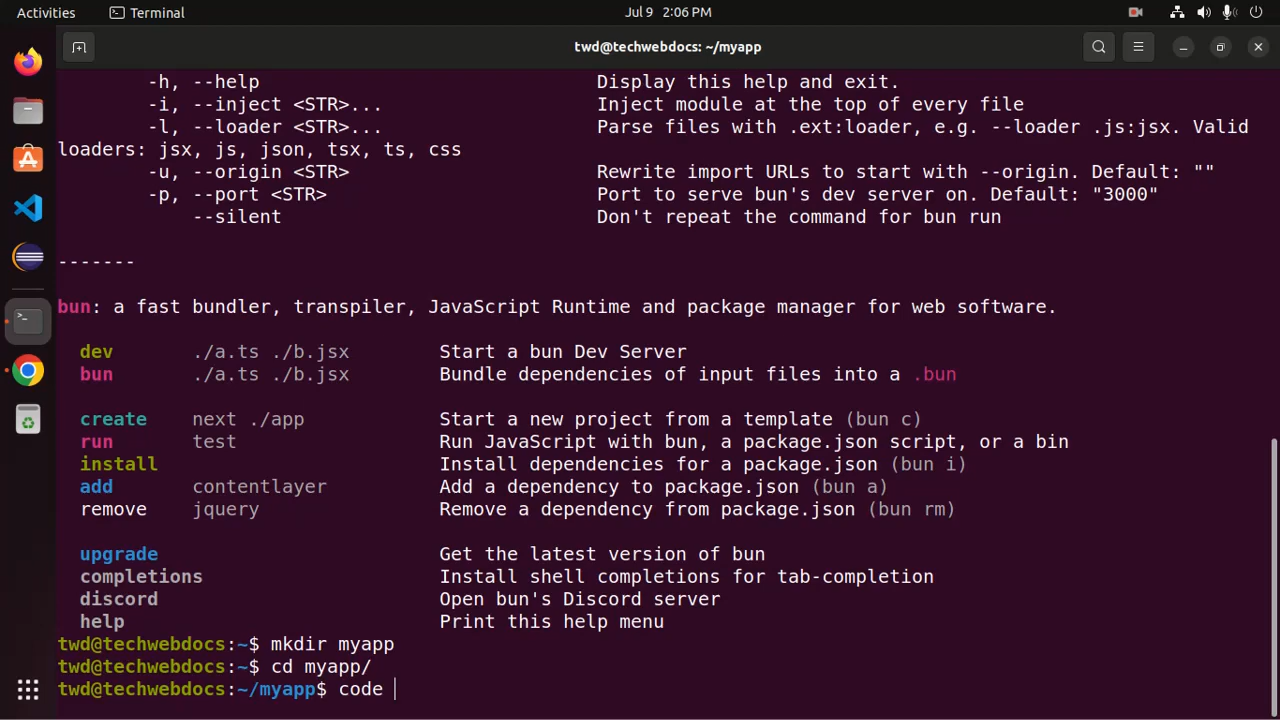 Activities
Terminal
Jul 9 2:06 PM
twd@techwebdocs: ~/myapp
-h, --help Display this help and exit.
-i, --inject <STR>... Inject module at the top of every file
-l, --loader <STR>... Parse files with .ext:loader, e.g. --loader .js:jsx. Valid
loaders: jsx, js, json, tsx, ts, css
-u, --origin <STR> Rewrite import URLs to start with --origin. Default: ""
-p, --port <STR> Port to serve bun's dev server on. Default: "3000"
--silent Don't repeat the command for bun run
-------
bun: a fast bundler, transpiler, JavaScript Runtime and package manager for web software.
dev ./a.ts ./b.jsx Start a bun Dev Server
bun ./a.ts ./b.jsx Bundle dependencies of input files into a .bun
create next ./app Start a new project from a template (bun c)
run test Run JavaScript with bun, a package.json script, or a bin
install Install dependencies for a package.json (bun i)
add contentlayer Add a dependency to package.json (bun a)
remove jquery Remove a dependency from package.json (bun rm)
upgrade Get the latest version of bun
completions Install shell completions for tab-completion
discord Open bun's Discord server
help Print this help menu
twd@techwebdocs:~$ mkdir myapp
twd@techwebdocs:~$ cd myapp/
twd@techwebdocs:~/myapp$ code